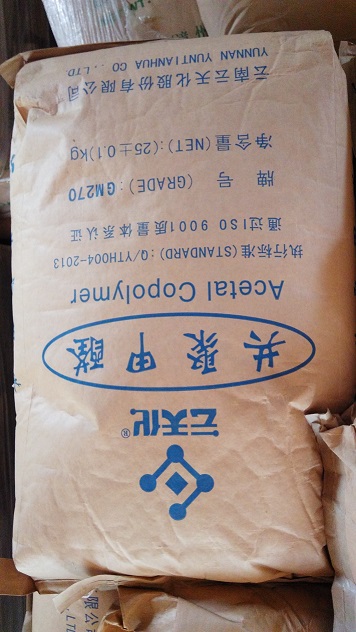 云天化®
共聚甲醛
Acetal Copolymer
执行标准(STANDARD):Q/YTH004-2013
通过ISO 9001质量体系认证
牌号 (GRADE):GM270
净含量(NET):(25±0.1)kg
云南云天化股份有限公司
YUNNAN YUNTIANHUA CO.,LTD
限公